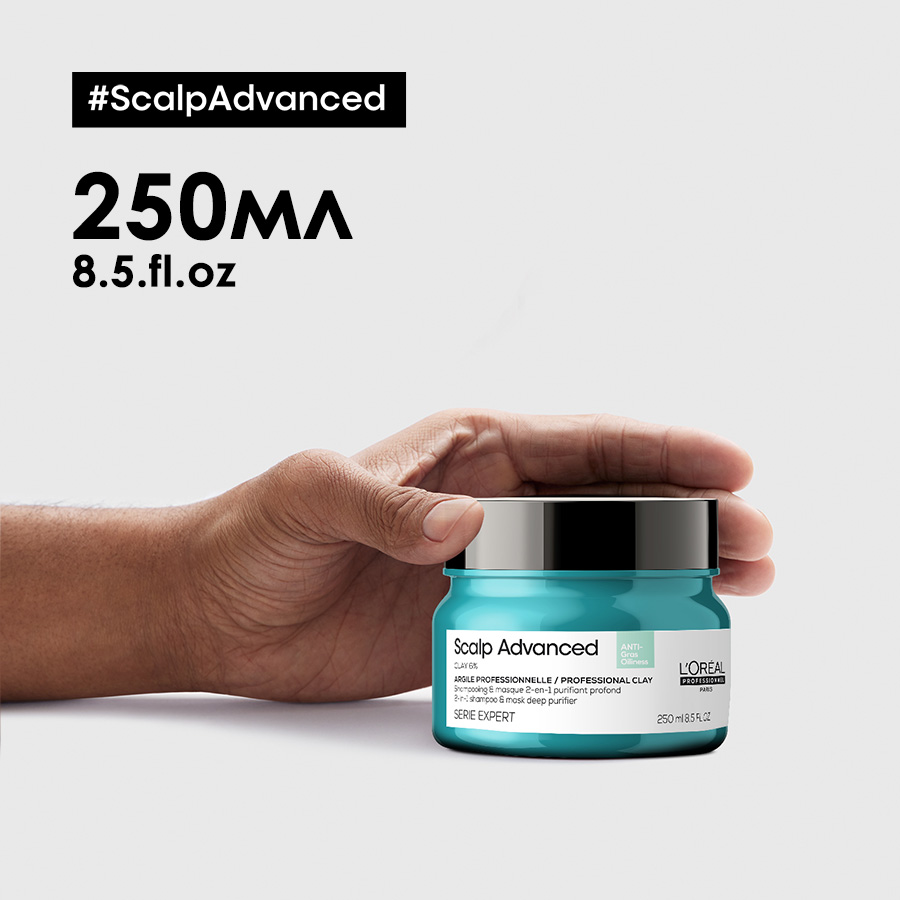 #ScalpAdvanced
250мл
8.5.fl.oz
Scalp Advanced
ANTI-
Gras
Oiliness
CLAY 6%
L'ORÉAL
PROFESSIONNEL
PARIS
ARGILE PROFESSIONNELLE / PROFESSIONAL CLAY
Shampooing & masque 2-en-1 purifiant profond
2-in-1 shampoo & mask deep purifier
SERIE EXPERT
250 ml 8.5 FL OZ